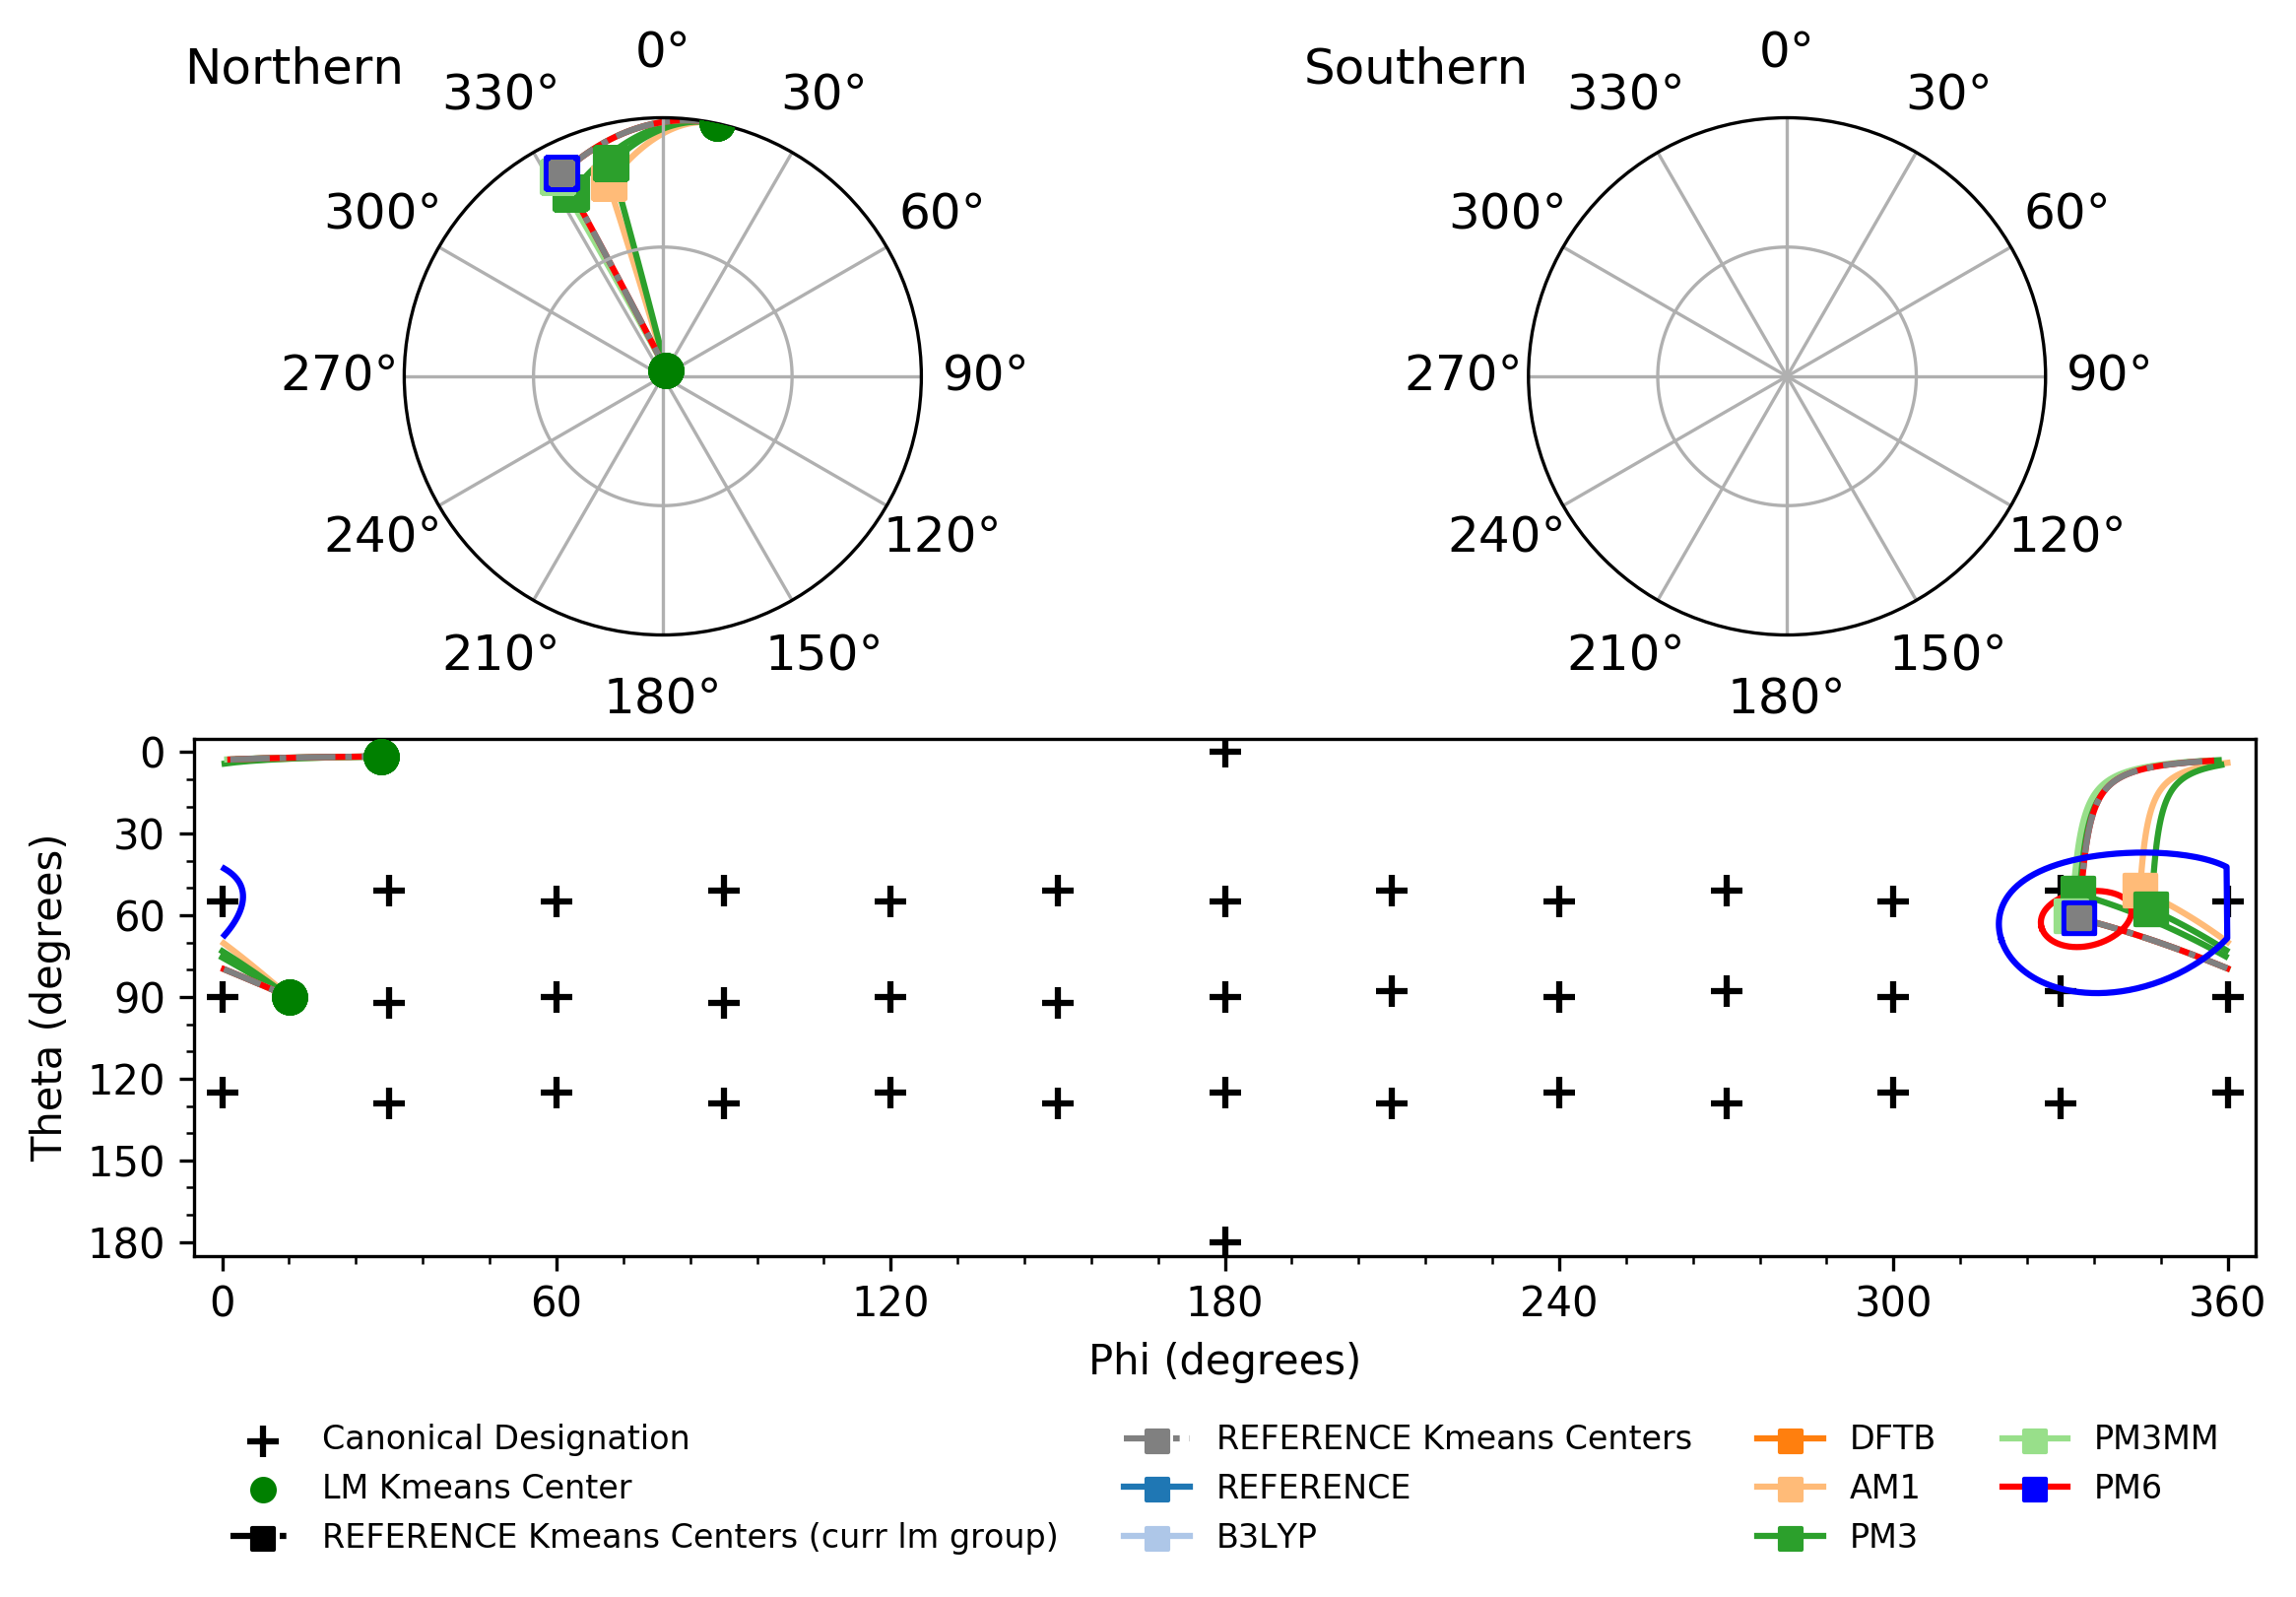 Northern
0°
330°
30°
300°
60°
270°
90°
240°
120°
210°
150°
180°
Southern
0°
330°
30°
300°
60°
270°
90°
240°
120°
210°
150°
180°
Theta (degrees)
0
30
60
90
120
150
180
0 60 120 180 240 300 360
Phi (degrees)
Canonical Designation
LM Kmeans Center
REFERENCE Kmeans Centers (curr lm group)
REFERENCE Kmeans Centers
REFERENCE
B3LYP
DFTB
AM1
PM3
PM3MM
PM6